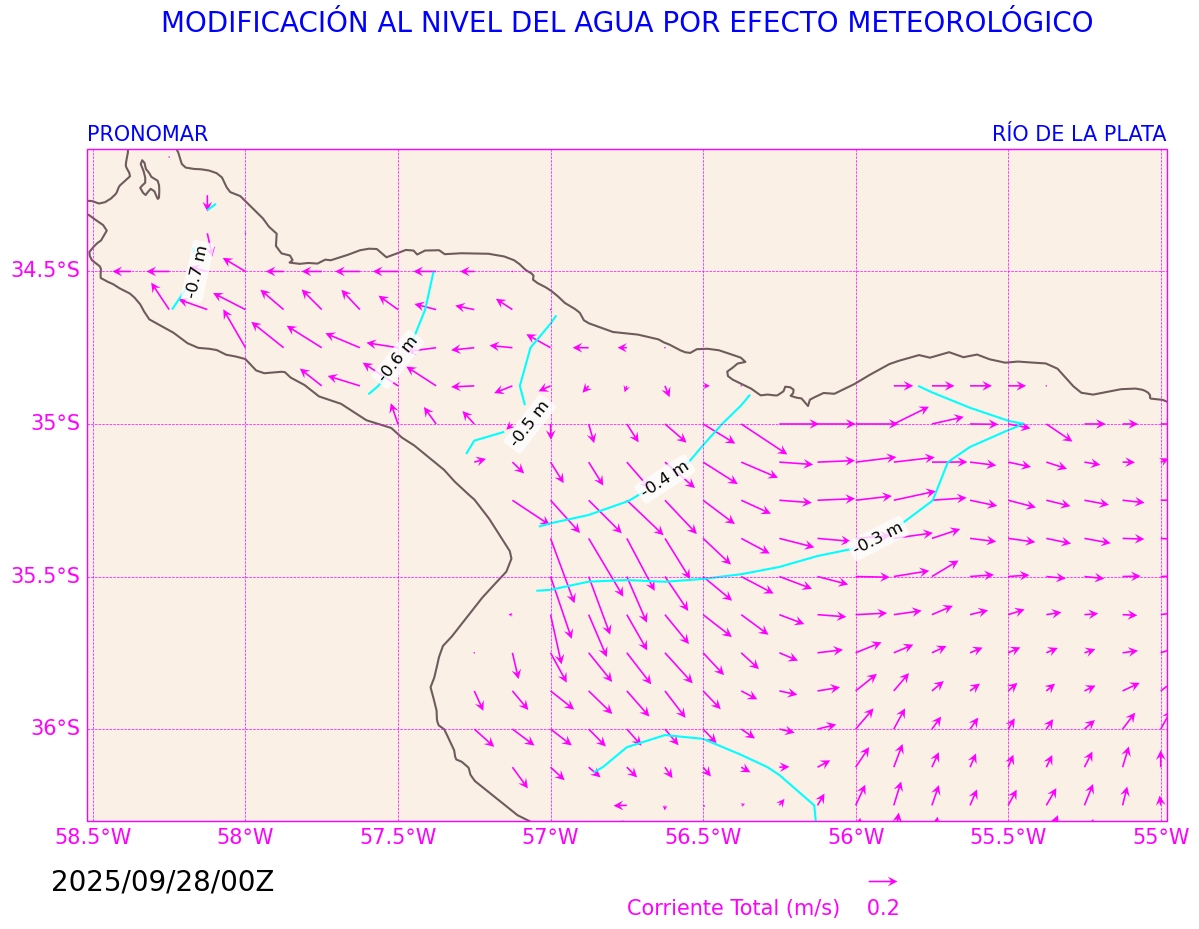 MODIFICACIÓN AL NIVEL DEL AGUA POR EFECTO METEOROLÓGICO
PRONOMAR
RÍO DE LA PLATA
-0.7 m
34.5°S
-0.6 m
-0.5 m
35°S
-0.4 m
-0.3 m
35.5°S
36°S
58.5°W 58°W 57.5°W 57°W 56.5°W 56°W 55.5°W 55°W
2025/09/28/00Z
Corriente Total (m/s) 0.2